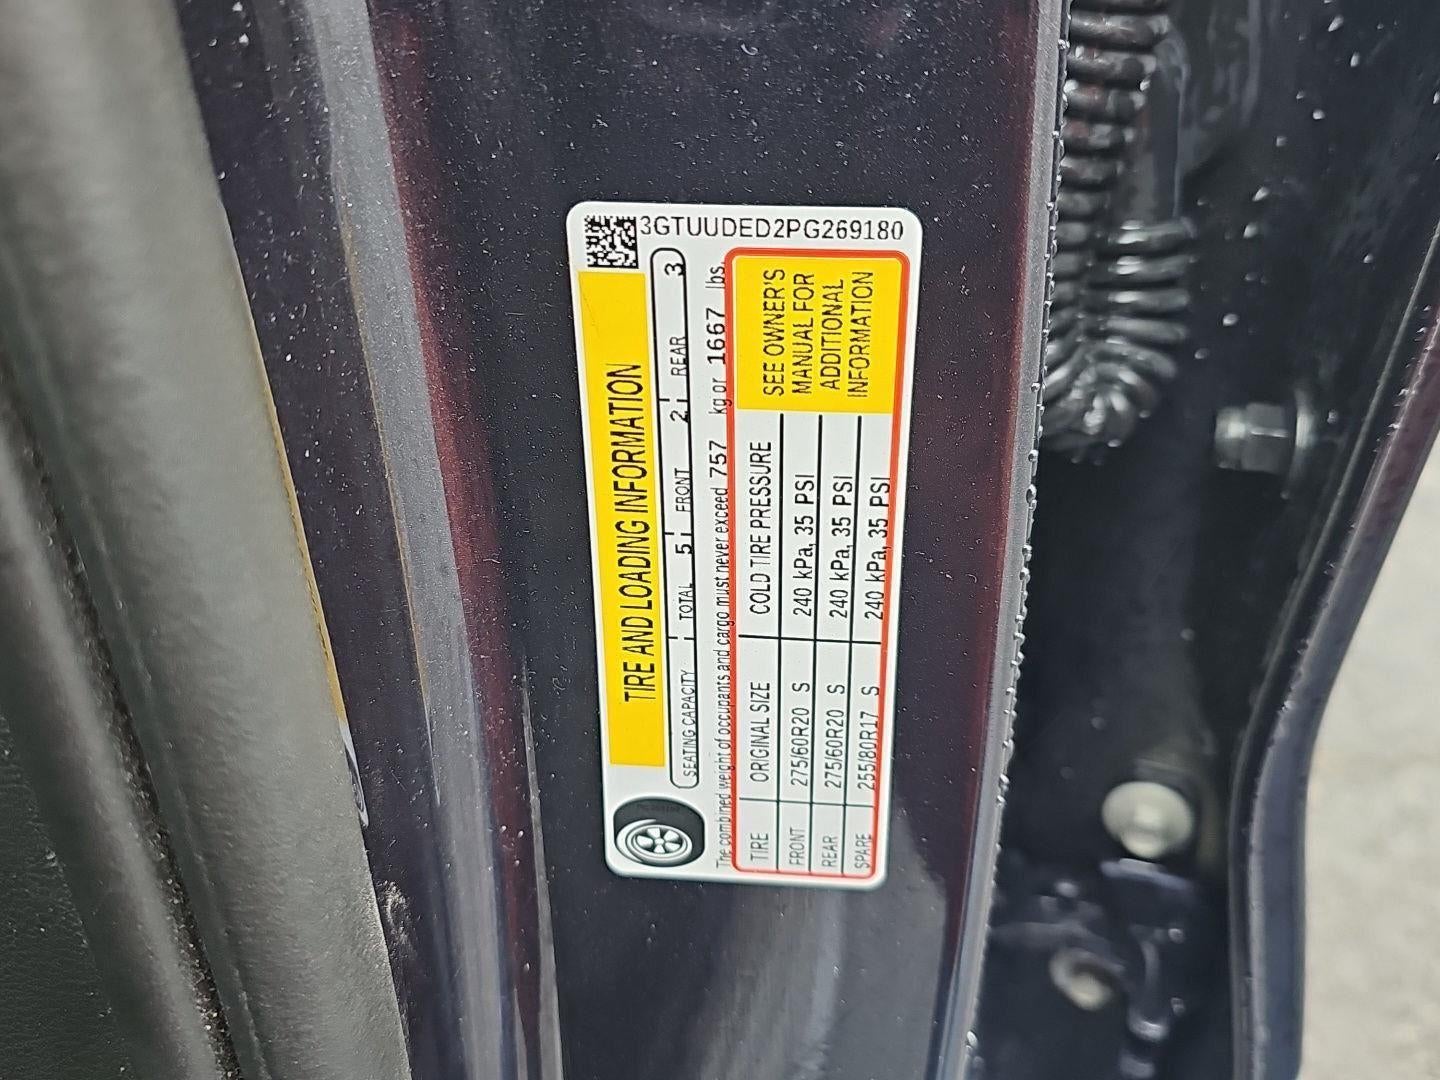 3GTUUDED2PG269180
TIRE AND LOADING INFORMATION
SEATING CAPACITY TOTAL 5 FRONT 2 REAR 3
The combined weight of occupants and cargo must never exceed 757 kg or 1667 lbs.
TIRE ORIGINAL SIZE COLD TIRE PRESSURE
FRONT 275/60R20 S 240 kPa, 35 PSI
REAR 275/60R20 S 240 kPa, 35 PSI
SPARE 255/80R17 S 240 kPa, 35 PSI
SEE OWNER'S
MANUAL FOR
ADDITIONAL
INFORMATION